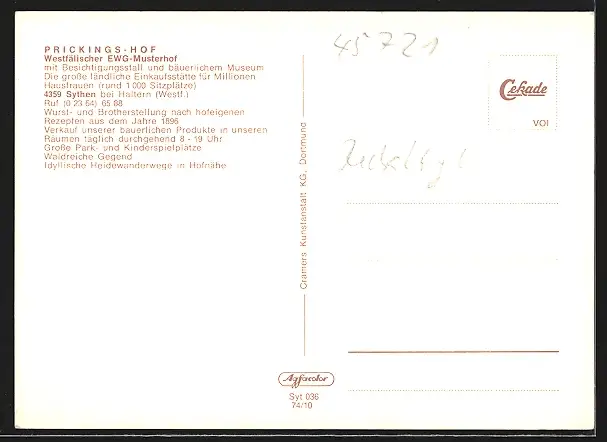 PRICKINGS-HOF
Westfälischer EWG-Musterhof
mit Besichtigungsstall und bäuerlichem Museum
Die große ländliche Einkaufsstätte für Millionen
Hausfrauen (rund 1000 Sitzplätze)
4359 Sythen bei Haltern (Westf.)
Ruf (0 23 64) 65 88
Wurst- und Brotherstellung nach hofeigenen
Rezepten aus dem Jahre 1896
Verkauf unserer bäuerlichen Produkte in unseren
Räumen täglich durchgehend 8 - 19 Uhr
Große Park- und Kinderspielplätze
Waldreiche Gegend
Idyllische Heidewanderwege in Hofnähe
Cramers Kunstanstalt KG, Dortmund
Agfacolor
Syt 036
74/10
45721
Cekade
VOI